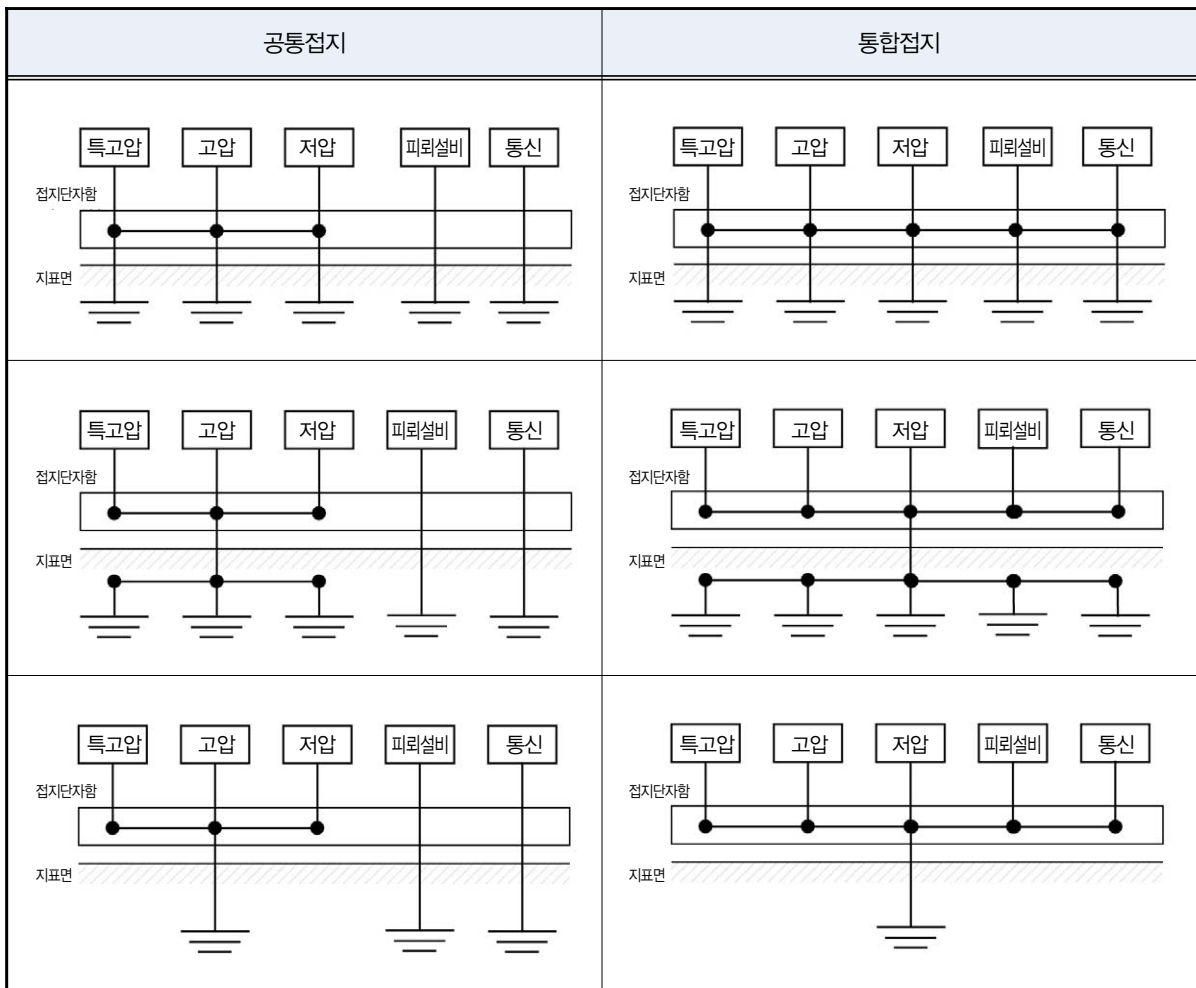 공통접지 통합접지
특고압 고압 저압 피뢰설비 통신
접지단자함
지표면
특고압 고압 저압 피뢰설비 통신
접지단자함
지표면
특고압 고압 저압 피뢰설비 통신
접지단자함
지표면
특고압 고압 저압 피뢰설비 통신
접지단자함
지표면
특고압 고압 저압 피뢰설비 통신
접지단자함
지표면
특고압 고압 저압 피뢰설비 통신
접지단자함
지표면